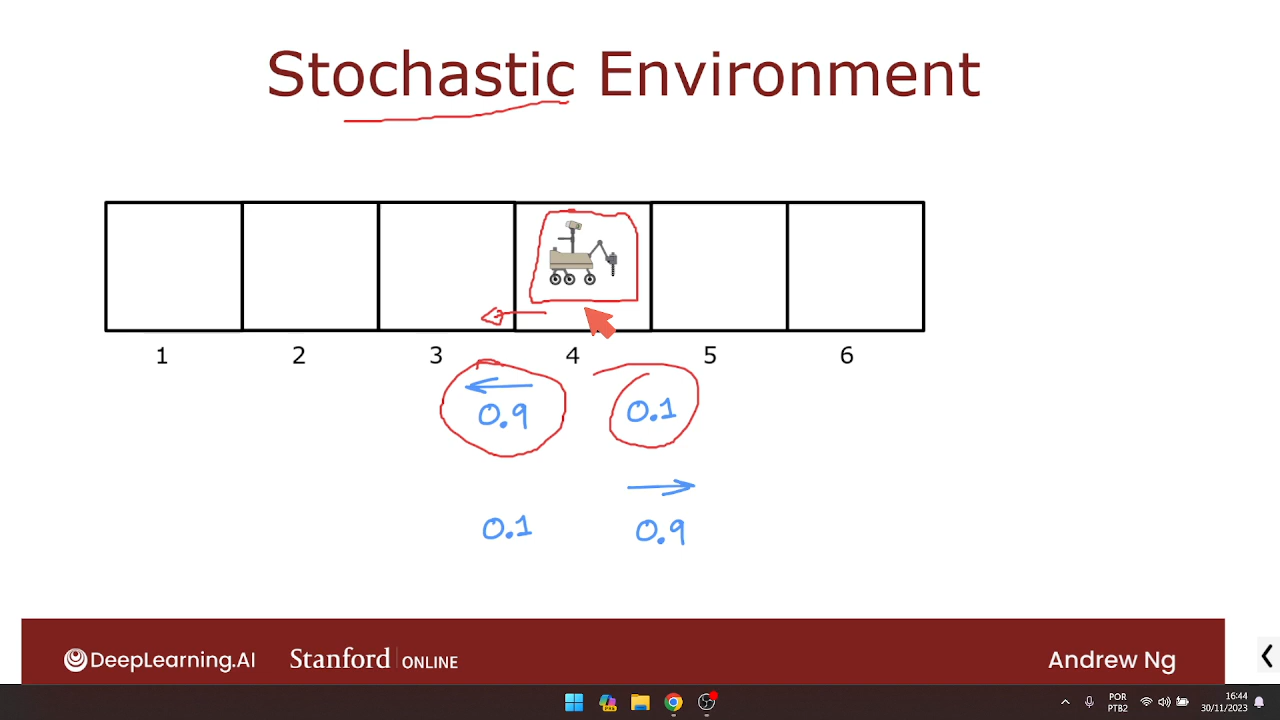 Stochastic Environment
1 2 3 4 5 6
← 0.9 0.1
→
0.1 0.9
DeepLearning.AI Stanford ONLINE Andrew Ng
POR 16:44
PTB2 30/11/2023